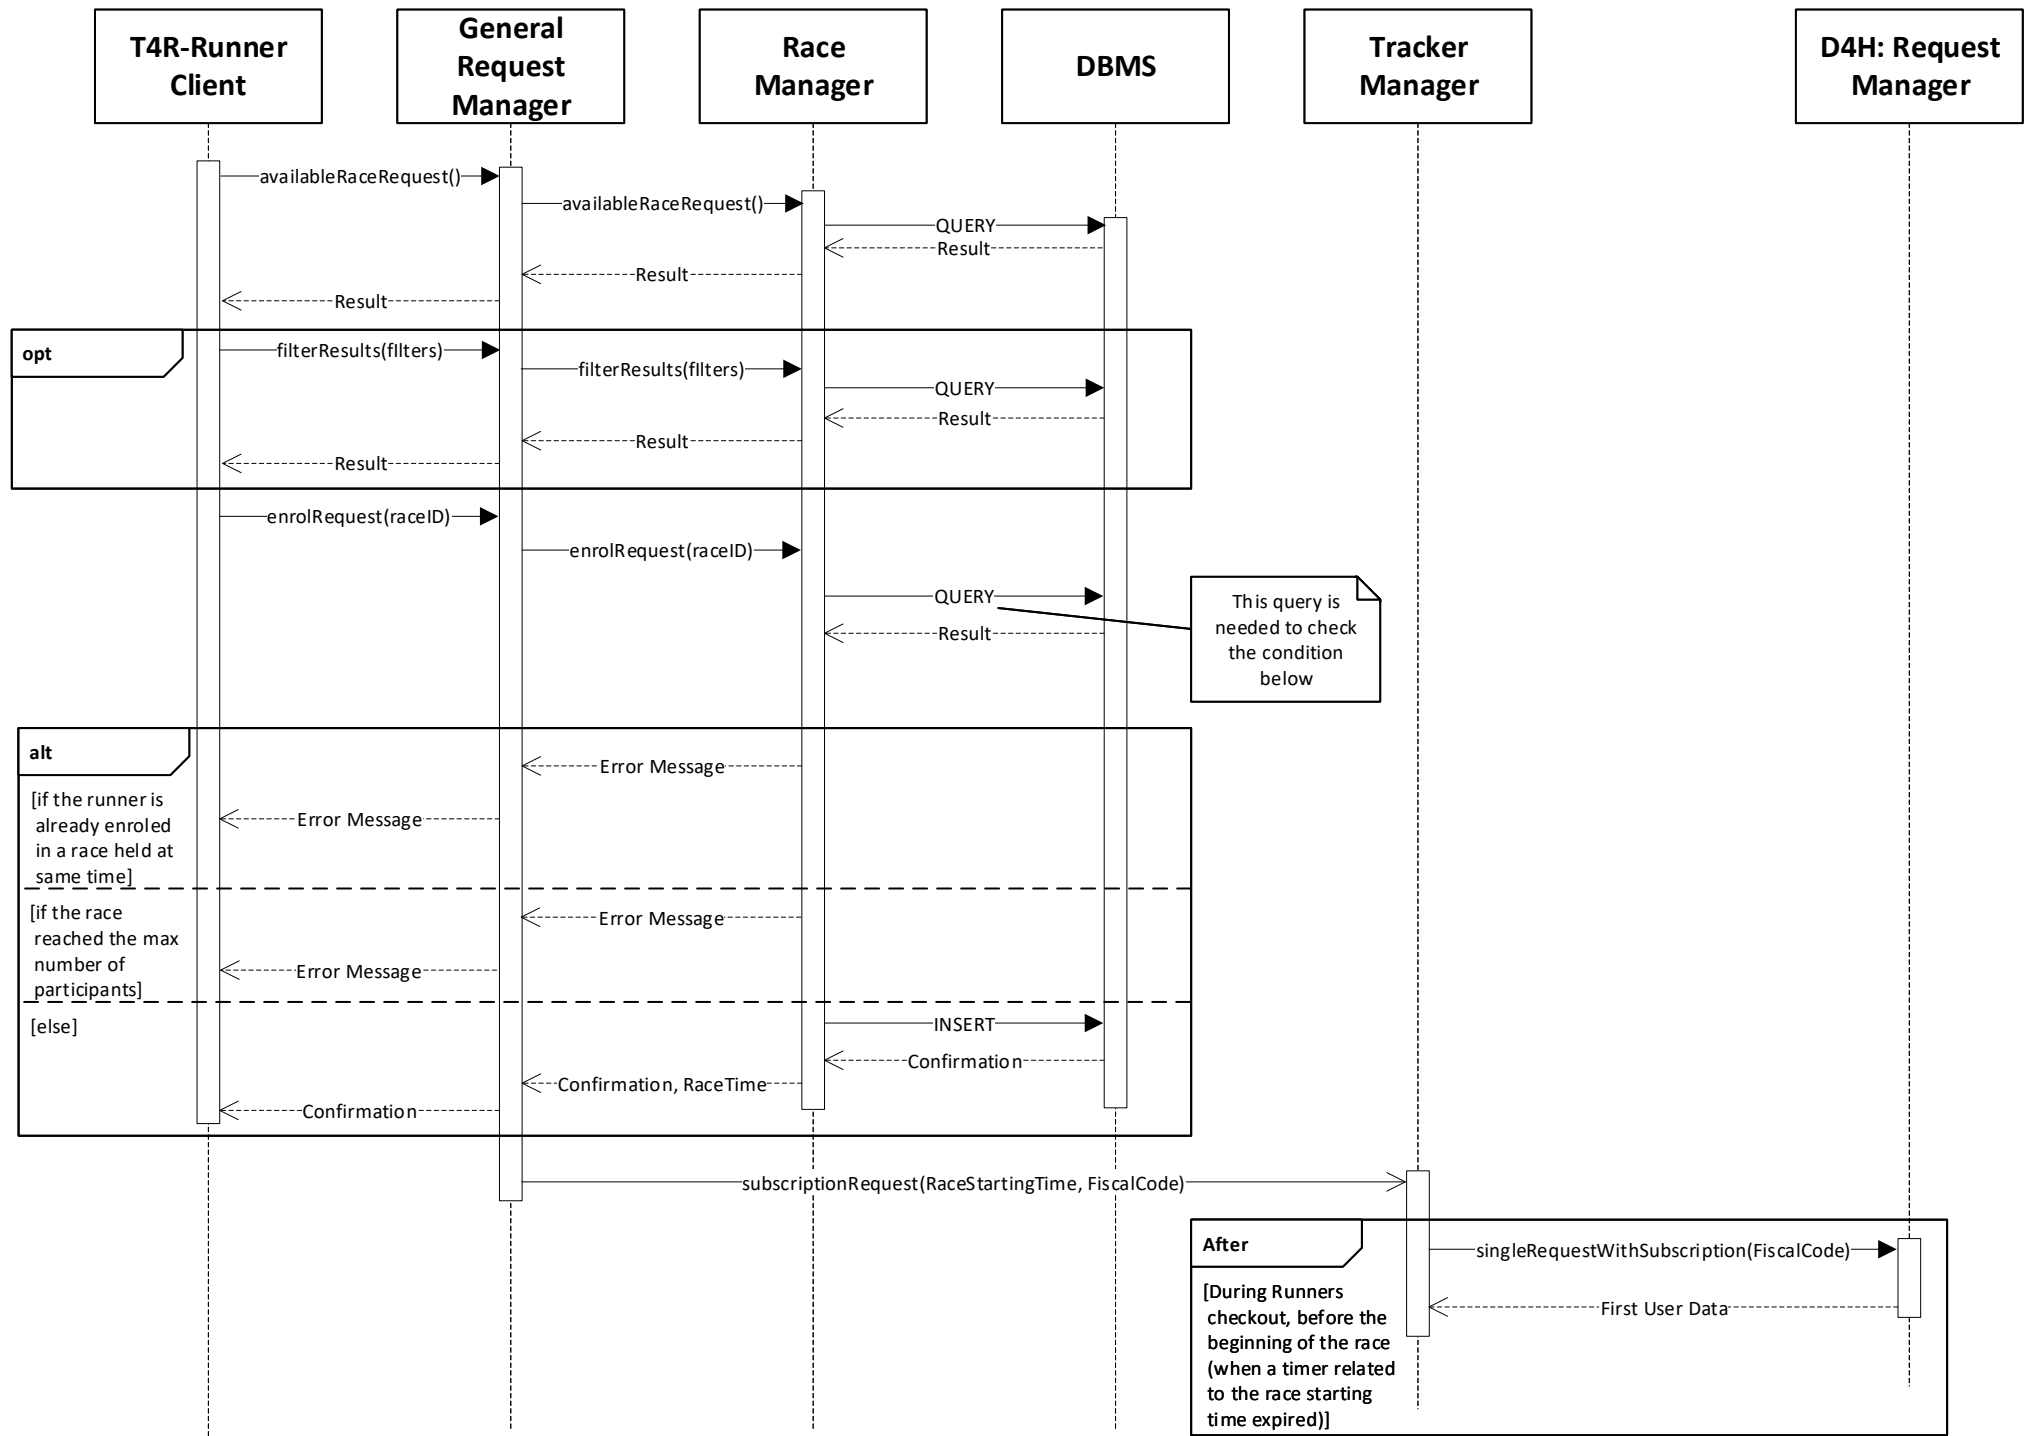 T4R-Runner
Client
General
Request
Manager
Race
Manager
DBMS
Tracker
Manager
D4H: Request
Manager
availableRaceRequest()
availableRaceRequest()
QUERY
Result
Result
Result
opt
filterResults(fIlters)
filterResults(fIlters)
QUERY
Result
Result
Result
enrolRequest(raceID)
enrolRequest(raceID)
QUERY
Result
This query is
needed to check
the condition
below
alt
Error Message
[if the runner is
already enroled
in a race held at
same time]
Error Message
[if the race
reached the max
number of
participants]
Error Message
Error Message
[else]
INSERT
Confirmation
Confirmation, RaceTime
Confirmation
subscriptionRequest(RaceStartingTime, FiscalCode)
After
singleRequestWithSubscription(FiscalCode)
[During Runners
checkout, before the
beginning of the race
(when a timer related
to the race starting
time expired)]
First User Data